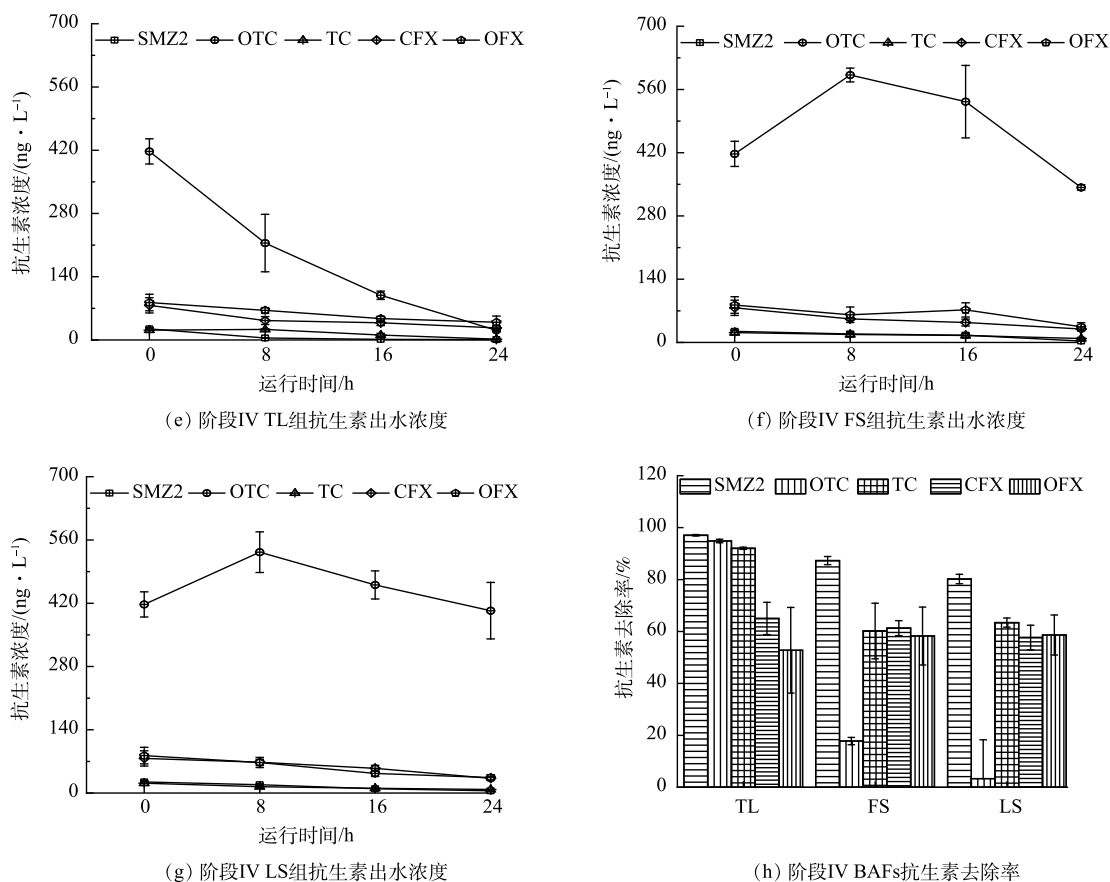 700
560
420
280
140
0
抗生素浓度/(ng·L⁻¹)
SMZ2 OTC TC CFX OFX
0 8 16 24
运行时间/h
(e) 阶段IV TL组抗生素出水浓度
700
560
420
280
140
0
抗生素浓度/(ng·L⁻¹)
SMZ2 OTC TC CFX OFX
0 8 16 24
运行时间/h
(f) 阶段IV FS组抗生素出水浓度
700
560
420
280
140
0
抗生素浓度/(ng·L⁻¹)
SMZ2 OTC TC CFX OFX
0 8 16 24
运行时间/h
(g) 阶段IV LS组抗生素出水浓度
120
100
80
60
40
20
0
抗生素去除率/%
SMZ2 OTC TC CFX OFX
TL FS LS
(h) 阶段IV BAFs抗生素去除率